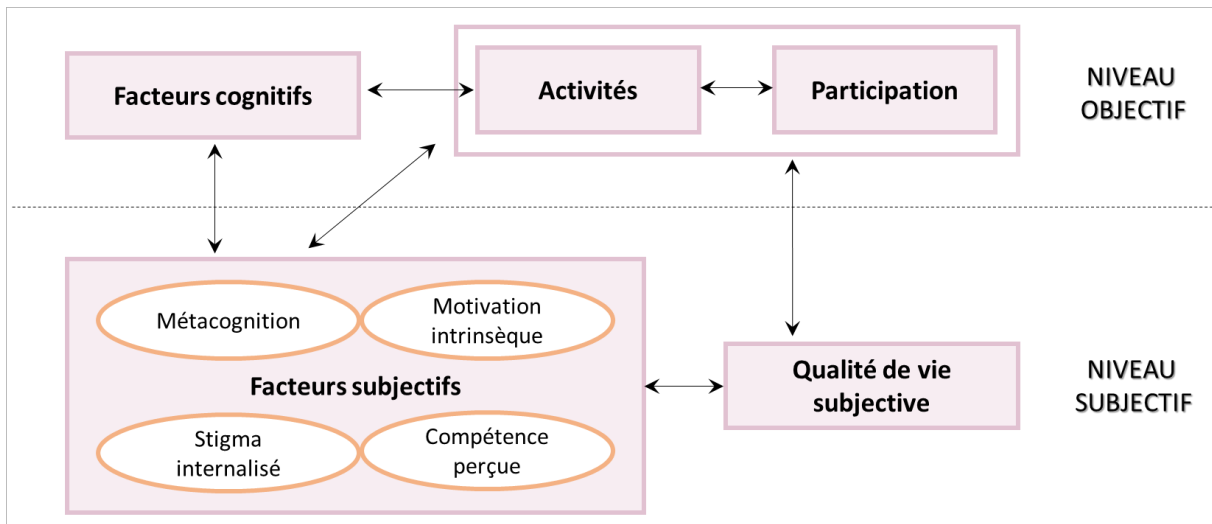 Facteurs cognitifs
Activités
Participation
NIVEAU
OBJECTIF
Métacognition
Motivation
intrinsèque
Facteurs subjectifs
Stigma
internalisé
Compétence
perçue
Qualité de vie
subjective
NIVEAU
SUBJECTIF